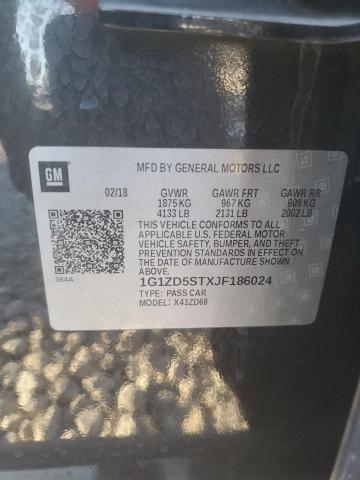 GM
MFD BY GENERAL MOTORS LLC
02/18 GVWR GAWR FRT GAWR RR
1875 KG 967 KG 908 KG
4133 LB 2131 LB 2002 LB
THIS VEHICLE CONFORMS TO ALL
APPLICABLE U.S. FEDERAL MOTOR
VEHICLE SAFETY, BUMPER, AND THEFT
PREVENTION STANDARDS IN EFFECT
ON THE DATE OF MANUFACTURE
SHOWN ABOVE.
384A
1G1ZD5STXJF186024
TYPE: PASS CAR
MODEL: X41ZD69